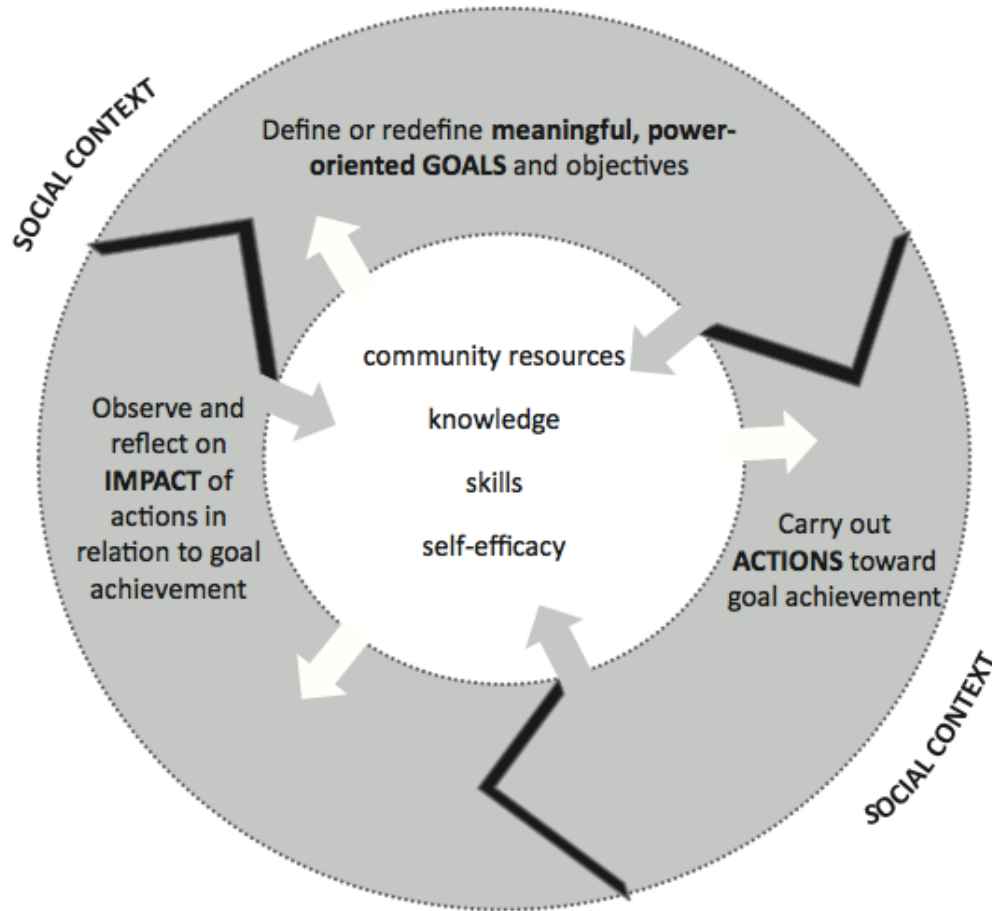 SOCIAL CONTEXT
Define or redefine meaningful, power-
oriented GOALS and objectives
community resources
knowledge
skills
self-efficacy
Observe and
reflect on
IMPACT of
actions in
relation to goal
achievement
Carry out
ACTIONS toward
goal achievement
SOCIAL CONTEXT